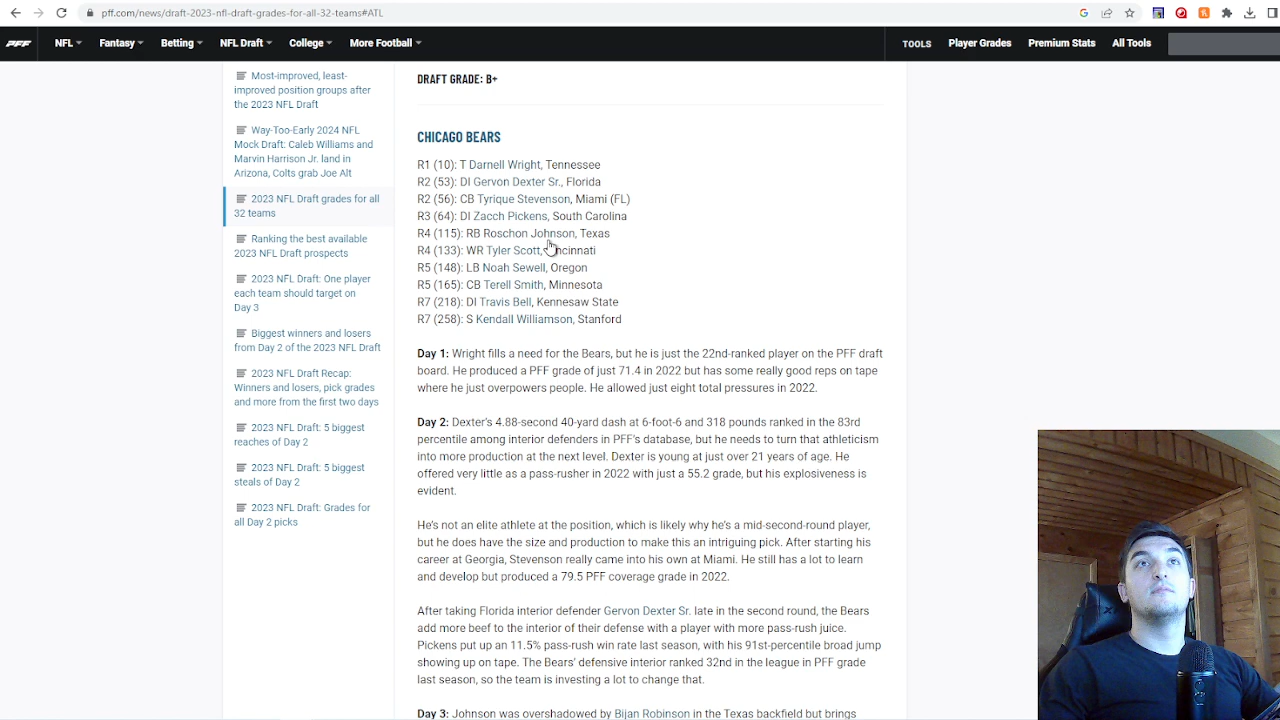 pff.com/news/draft-2023-nfl-draft-grades-for-all-32-teams#ATL
PFF
NFL
Fantasy
Betting
NFL Draft
College
More Football
TOOLS
Player Grades
Premium Stats
All Tools
Most-improved, least-
improved position groups after
the 2023 NFL Draft
Way-Too-Early 2024 NFL
Mock Draft: Caleb Williams and
Marvin Harrison Jr. land in
Arizona, Colts grab Joe Alt
2023 NFL Draft grades for all
32 teams
Ranking the best available
2023 NFL Draft prospects
2023 NFL Draft: One player
each team should target on
Day 3
Biggest winners and losers
from Day 2 of the 2023 NFL Draft
2023 NFL Draft Recap:
Winners and losers, pick grades
and more from the first two days
2023 NFL Draft: 5 biggest
reaches of Day 2
2023 NFL Draft: 5 biggest
steals of Day 2
2023 NFL Draft: Grades for
all Day 2 picks
DRAFT GRADE: B+
CHICAGO BEARS
R1 (10): T Darnell Wright, Tennessee
R2 (53): DI Gervon Dexter Sr., Florida
R2 (56): CB Tyrique Stevenson, Miami (FL)
R3 (64): DI Zacch Pickens, South Carolina
R4 (115): RB Roschon Johnson, Texas
R4 (133): WR Tyler Scott, Cincinnati
R5 (148): LB Noah Sewell, Oregon
R5 (165): CB Terell Smith, Minnesota
R7 (218): DI Travis Bell, Kennesaw State
R7 (258): S Kendall Williamson, Stanford
Day 1: Wright fills a need for the Bears, but he is just the 22nd-ranked player on the PFF draft
board. He produced a PFF grade of just 71.4 in 2022 but has some really good reps on tape
where he just overpowers people. He allowed just eight total pressures in 2022.
Day 2: Dexter's 4.88-second 40-yard dash at 6-foot-6 and 318 pounds ranked in the 83rd
percentile among interior defenders in PFF's database, but he needs to turn that athleticism
into more production at the next level. Dexter is young at just over 21 years of age. He
offered very little as a pass-rusher in 2022 with just a 55.2 grade, but his explosiveness is
evident.
He's not an elite athlete at the position, which is likely why he's a mid-second-round player,
but he does have the size and production to make this an intriguing pick. After starting his
career at Georgia, Stevenson really came into his own at Miami. He still has a lot to learn
and develop but produced a 79.5 PFF coverage grade in 2022.
After taking Florida interior defender Gervon Dexter Sr. late in the second round, the Bears
add more beef to the interior of their defense with a player with more pass-rush juice.
Pickens put up an 11.5% pass-rush win rate last season, with his 91st-percentile broad jump
showing up on tape. The Bears' defensive interior ranked 32nd in the league in PFF grade
last season, so the team is investing a lot to change that.
Day 3: Johnson was overshadowed by Bijan Robinson in the Texas backfield but brings